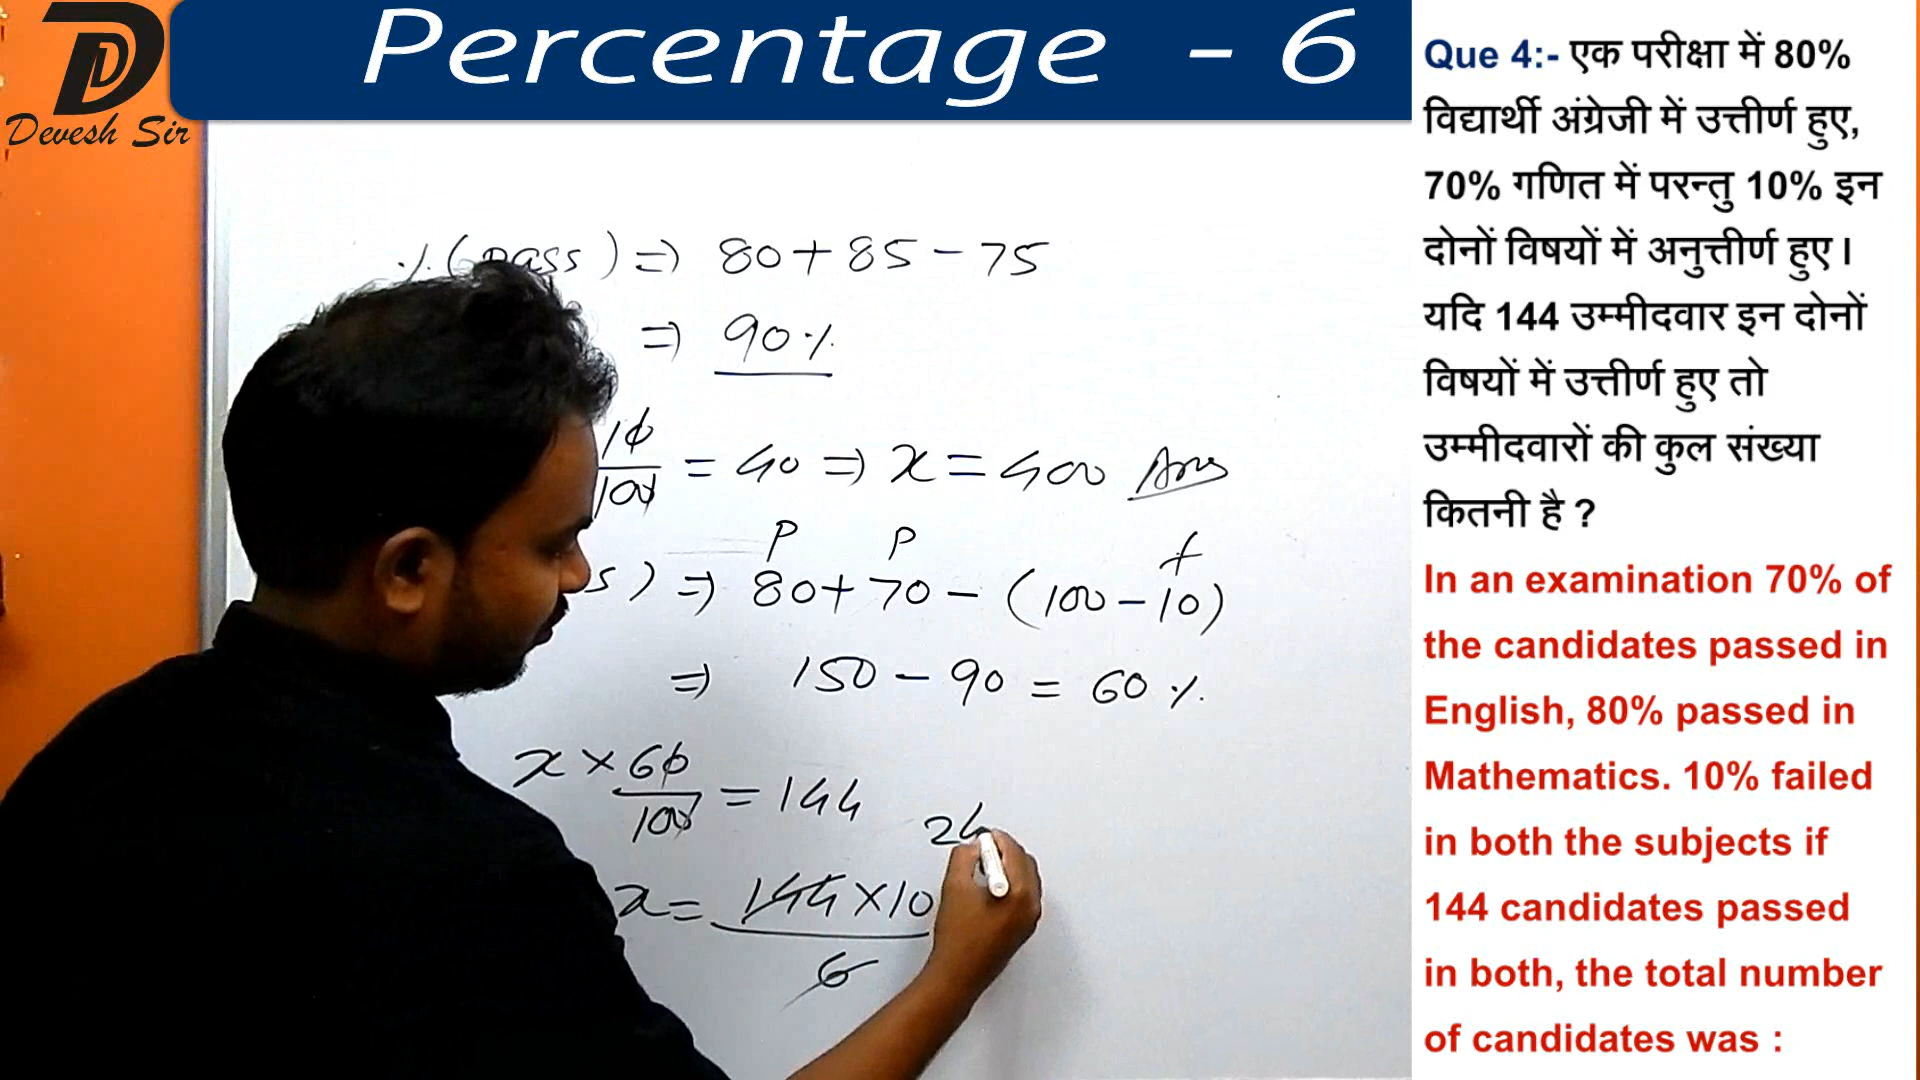 Percentage - 6
D
Devesh Sir
% (pass) => 80 + 85 - 75
=> 90%
10
100 = 40 => x = 400 Ans
P P f
s) => 80 + 70 - (100 - 10)
=> 150 - 90 = 60%
x × 60
100 = 144
24
x = 144 × 10
6
Que 4:- एक परीक्षा में 80%
विद्यार्थी अंग्रेजी में उत्तीर्ण हुए,
70% गणित में परन्तु 10% इन
दोनों विषयों में अनुत्तीर्ण हुए।
यदि 144 उम्मीदवार इन दोनों
विषयों में उत्तीर्ण हुए तो
उम्मीदवारों की कुल संख्या
कितनी है ?
In an examination 70% of
the candidates passed in
English, 80% passed in
Mathematics. 10% failed
in both the subjects if
144 candidates passed
in both, the total number
of candidates was :